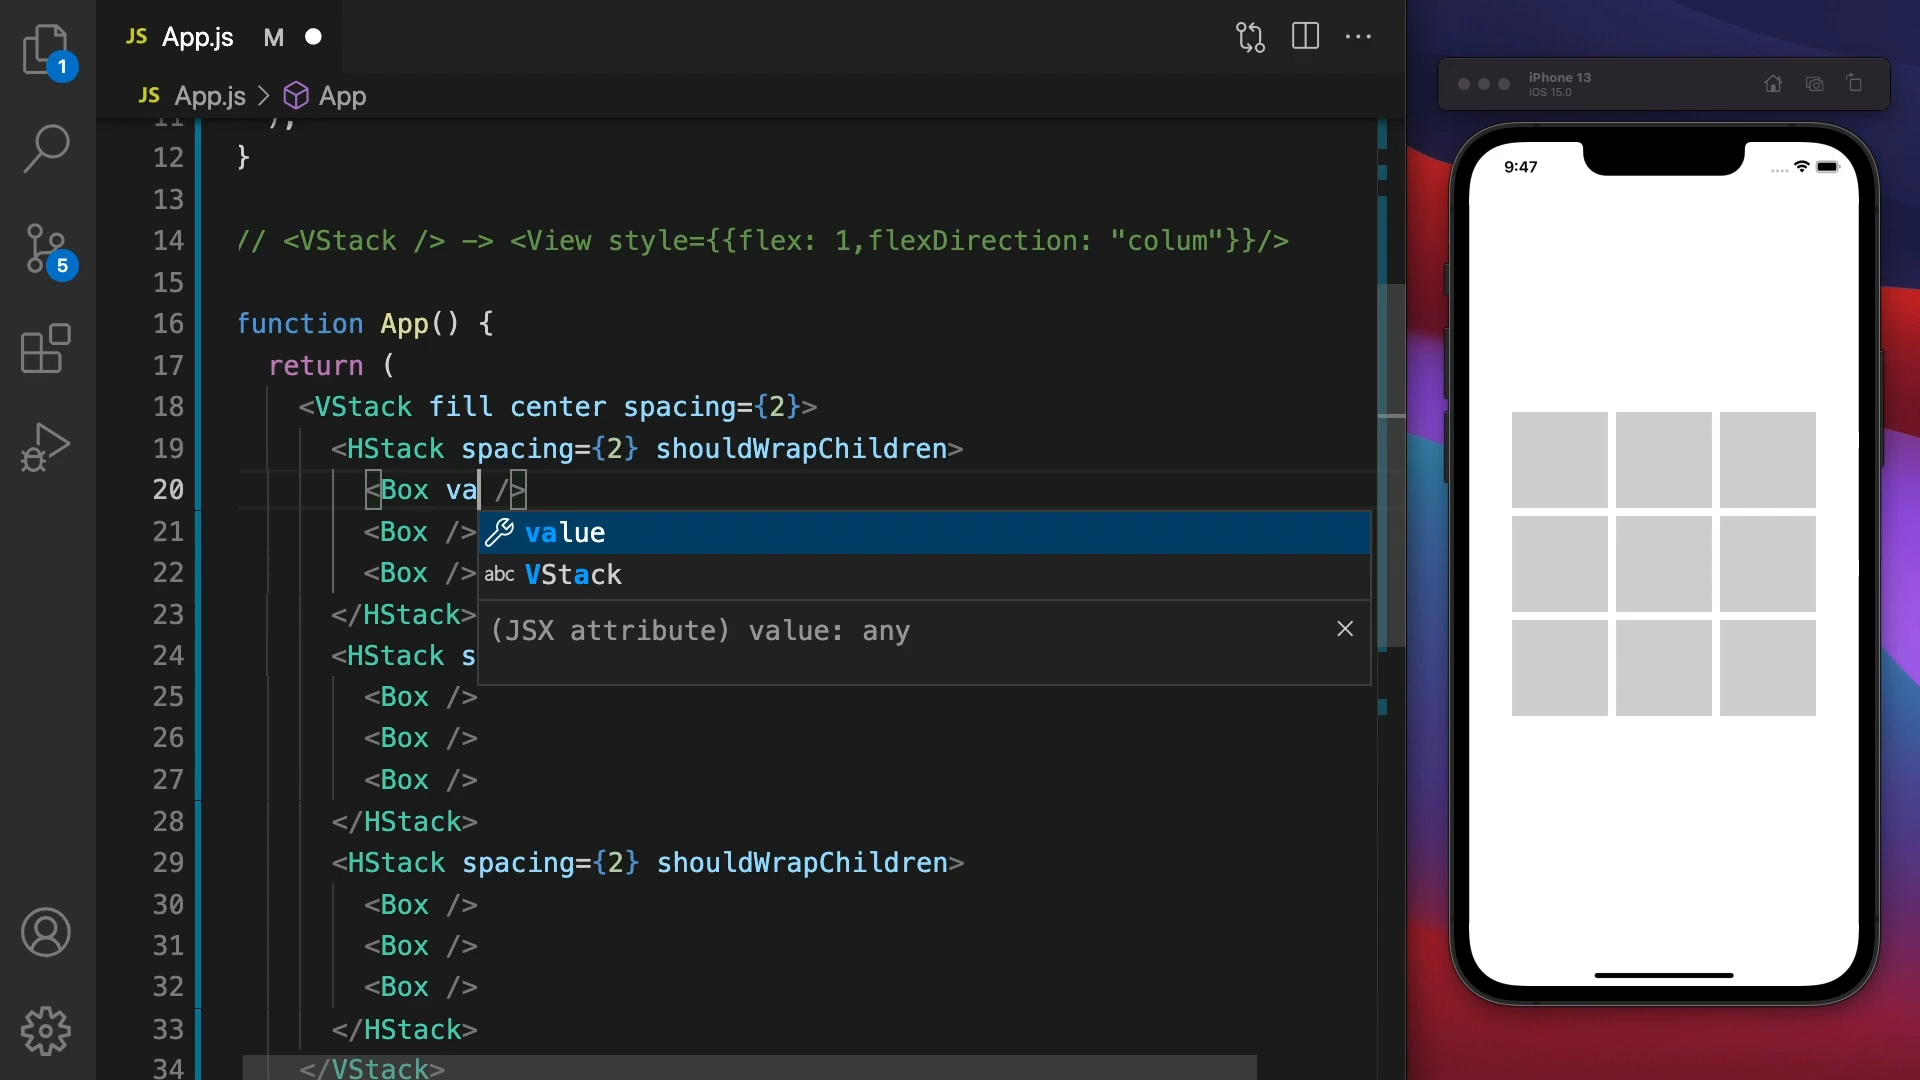 1
5
JS App.js M
JS App.js > App
11 );
12 }
13
14 // <VStack /> -> <View style={{flex: 1,flexDirection: "colum"}}/>
15
16 function App() {
17 return (
18 <VStack fill center spacing={2}>
19 <HStack spacing={2} shouldWrapChildren>
20 <Box va />
21 <Box />
22 <Box />
23 </HStack>
24 <HStack s
25 <Box />
26 <Box />
27 <Box />
28 </HStack>
29 <HStack spacing={2} shouldWrapChildren>
30 <Box />
31 <Box />
32 <Box />
33 </HStack>
34 </VStack>
value
abc VStack
(JSX attribute) value: any
iPhone 13
iOS 15.0
9:47